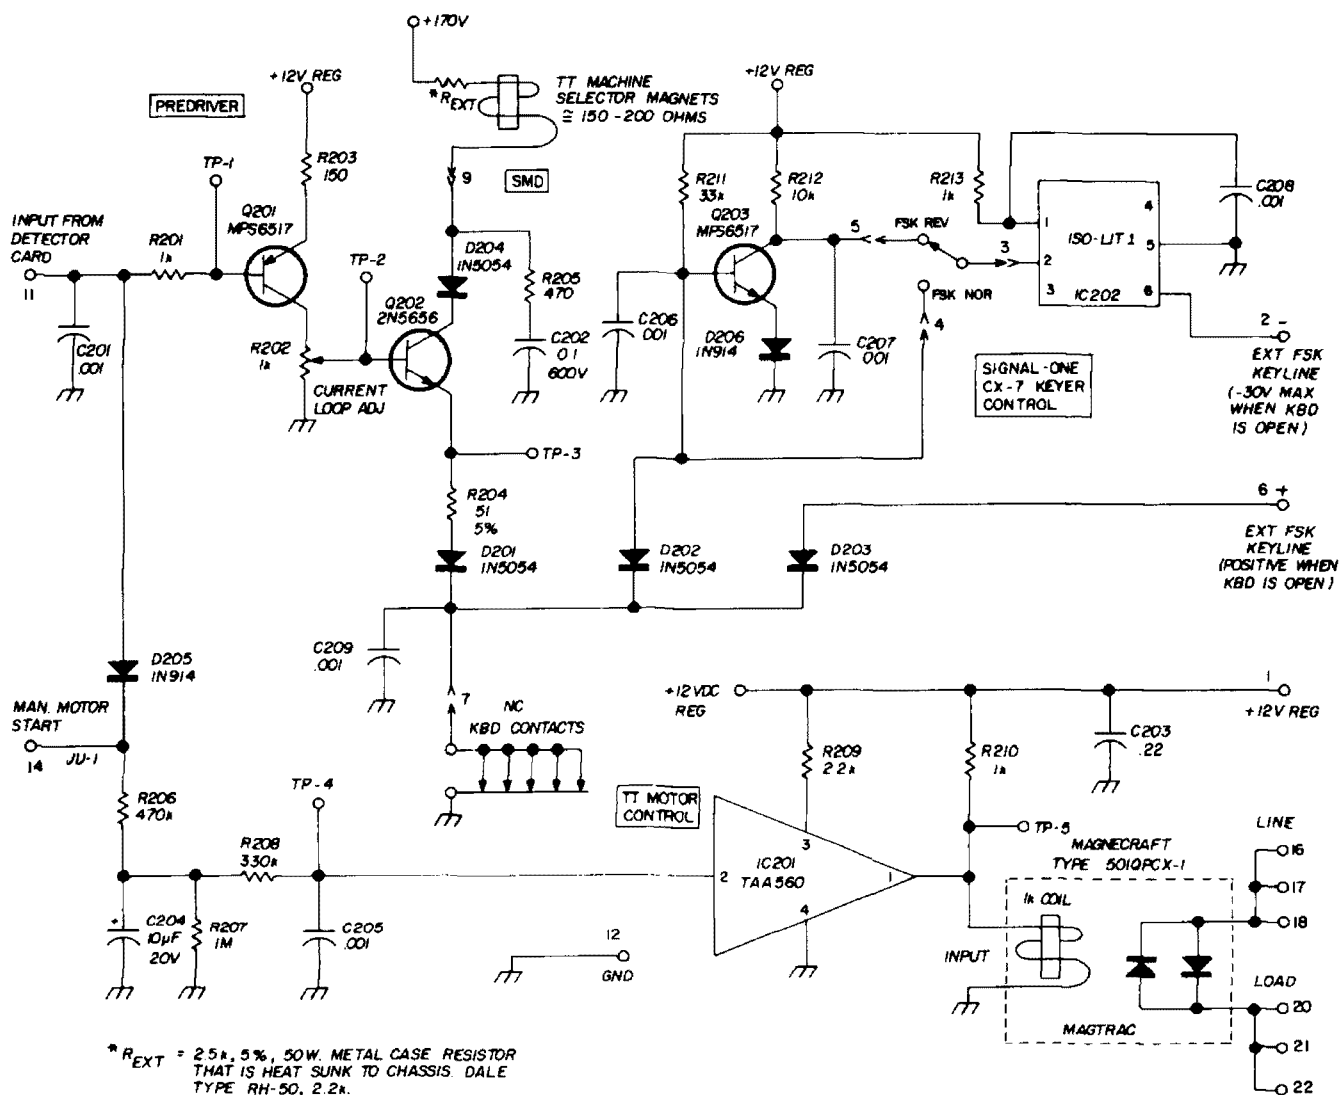 +170V
+12V REG
PREDRIVER
*REXT
TT MACHINE
SELECTOR MAGNETS
≅ 150-200 OHMS
+12V REG
TP-1
R203
150
9
SMD
R211
33k
R212
10k
R213
1k
C208
.001
INPUT FROM
DETECTOR
CARD
11
R201
1k
Q201
MPS6517
TP-2
D204
1N5054
Q203
MPS6517
5
FSK REV
3
1
2
3
4
5
6
ISO-LIT 1
IC202
C201
.001
R202
1k
CURRENT
LOOP ADJ
Q202
2N5656
R205
470
C202
0.1
600V
C206
.001
D206
1N914
C207
.001
FSK NOR
4
SIGNAL-ONE
CX-7 KEYER
CONTROL
2 -
EXT FSK
KEYLINE
(-30V MAX
WHEN KBD
IS OPEN)
TP-3
R204
51
5%
D201
1N5054
D202
1N5054
D203
1N5054
6 +
EXT FSK
KEYLINE
(POSITIVE WHEN
KBD IS OPEN)
C209
.001
D205
1N914
7
NC
KBD CONTACTS
MAN. MOTOR
START
14
JU-1
+12 VDC
REG
1
+12V REG
R209
2.2k
R210
1k
C203
.22
R206
470k
TP-4
TT MOTOR
CONTROL
R208
330k
2
3
IC201
TAA560
1
4
TP-5
MAGNECRAFT
TYPE 501QPCX-1
LINE
16
17
18
1k COIL
INPUT
MAGTRAC
LOAD
20
21
22
+
C204
10µF
20V
R207
1M
C205
.001
12
GND
*REXT = 2.5k, 5%, 50W. METAL CASE RESISTOR
THAT IS HEAT SUNK TO CHASSIS. DALE
TYPE RH-50, 2.2k.